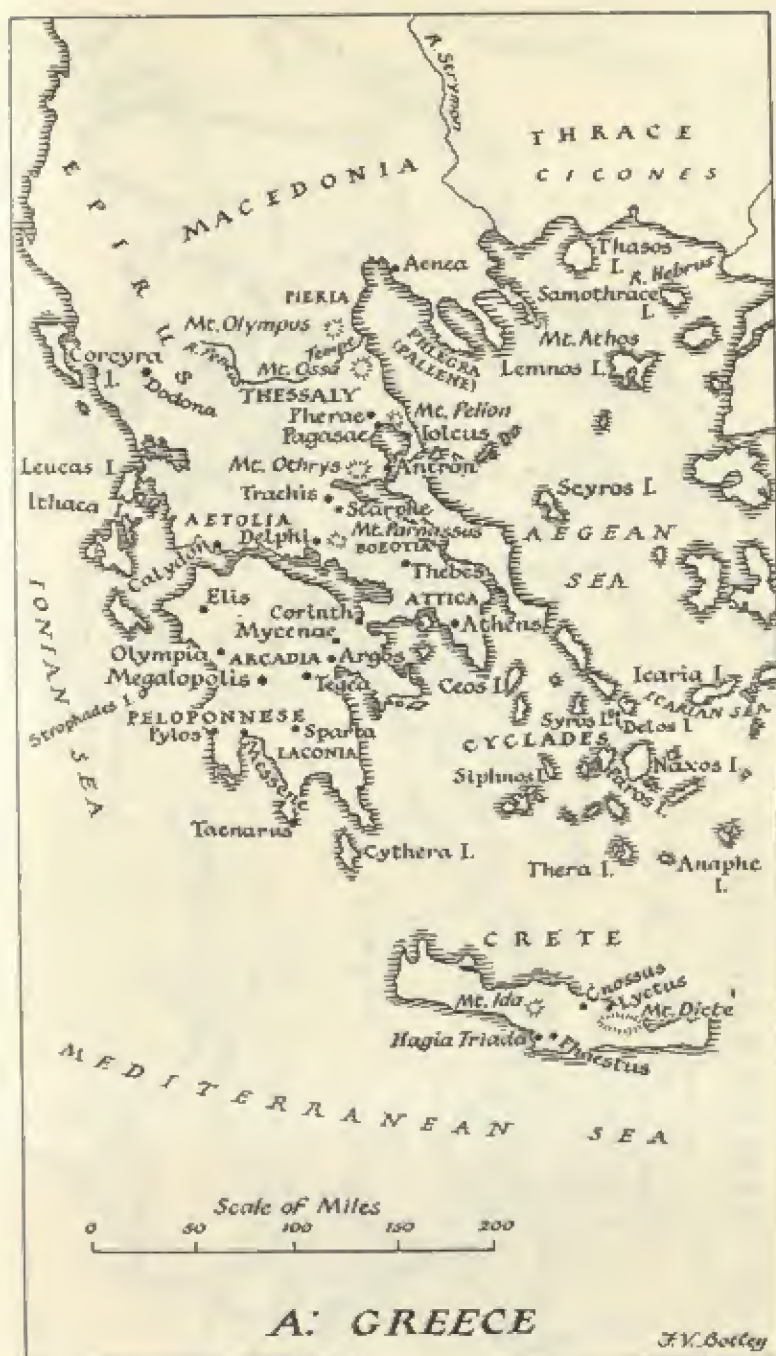 R. Strymon
THRACE
CICONES
MACEDONIA
EPIRUS
Thasos
I.
Aenea
R. Hebrus
Samothrace
I.
PIERIA
Mt. Olympus
Mt. Athos
PHLEGRA
(PALLENE)
Corcyra
I.
Tempe
Mt. Ossa
Lemnos I.
Dodona
THESSALY
Pherae
Mt. Pelion
Pagasae
Iolcus
Leucas I.
Mt. Othrys
Antron
Ithaca
Trachis
Scyros I.
Scarphe
AETOLIA
Mt. Parnassus
AEGEAN
SEA
Delphi
BOEOTIA
Calydon
Thebes
IONIAN SEA
Elis
ATTICA
Corinth
Athens
Mycenae
Olympia
ARCADIA
Argos
Megalopolis
Tegea
Ceos I.
Icaria I.
ICARIAN SEA
Strophades I.
PELOPONNESE
Syros I.
Delos I.
Pylos
Sparta
CYCLADES
LACONIA
Messene
Siphnos I.
Paros I.
Naxos I.
Taenarus
Cythera I.
Thera I.
Anaphe
I.
CRETE
Cnossus
Lyctus
Mt. Ida
Mt. Dicte
Hagia Triada
Phaestus
MEDITERRANEAN SEA
Scale of Miles
0 50 100 150 200
A: GREECE
F.V. Botley